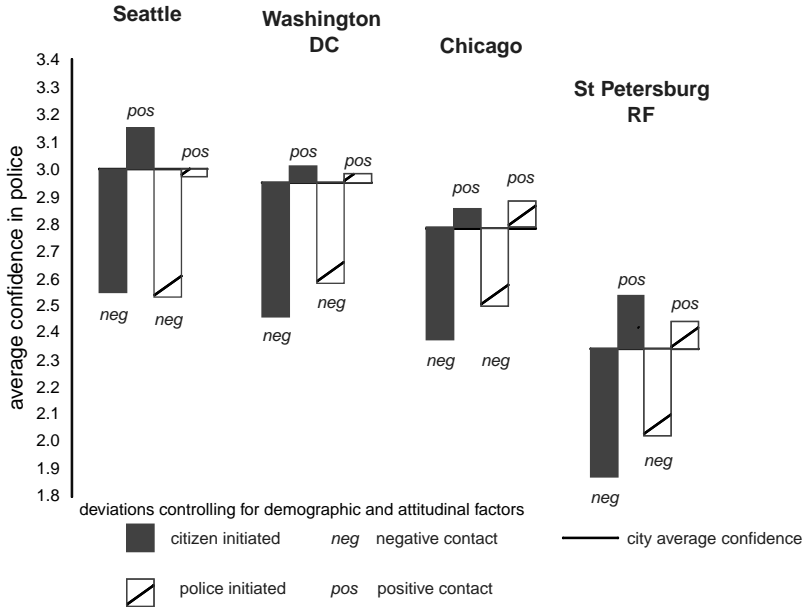 Seattle
Washington
DC
Chicago
St Petersburg
RF
average confidence in police
3.4
3.3
3.2
3.1
3.0
2.9
2.8
2.7
2.6
2.5
2.4
2.3
2.2
2.1
2.0
1.9
1.8
pos
pos
neg
neg
pos
pos
neg
neg
pos
pos
neg
neg
pos
pos
neg
neg
deviations controlling for demographic and attitudinal factors
citizen initiated neg negative contact city average confidence
police initiated pos positive contact